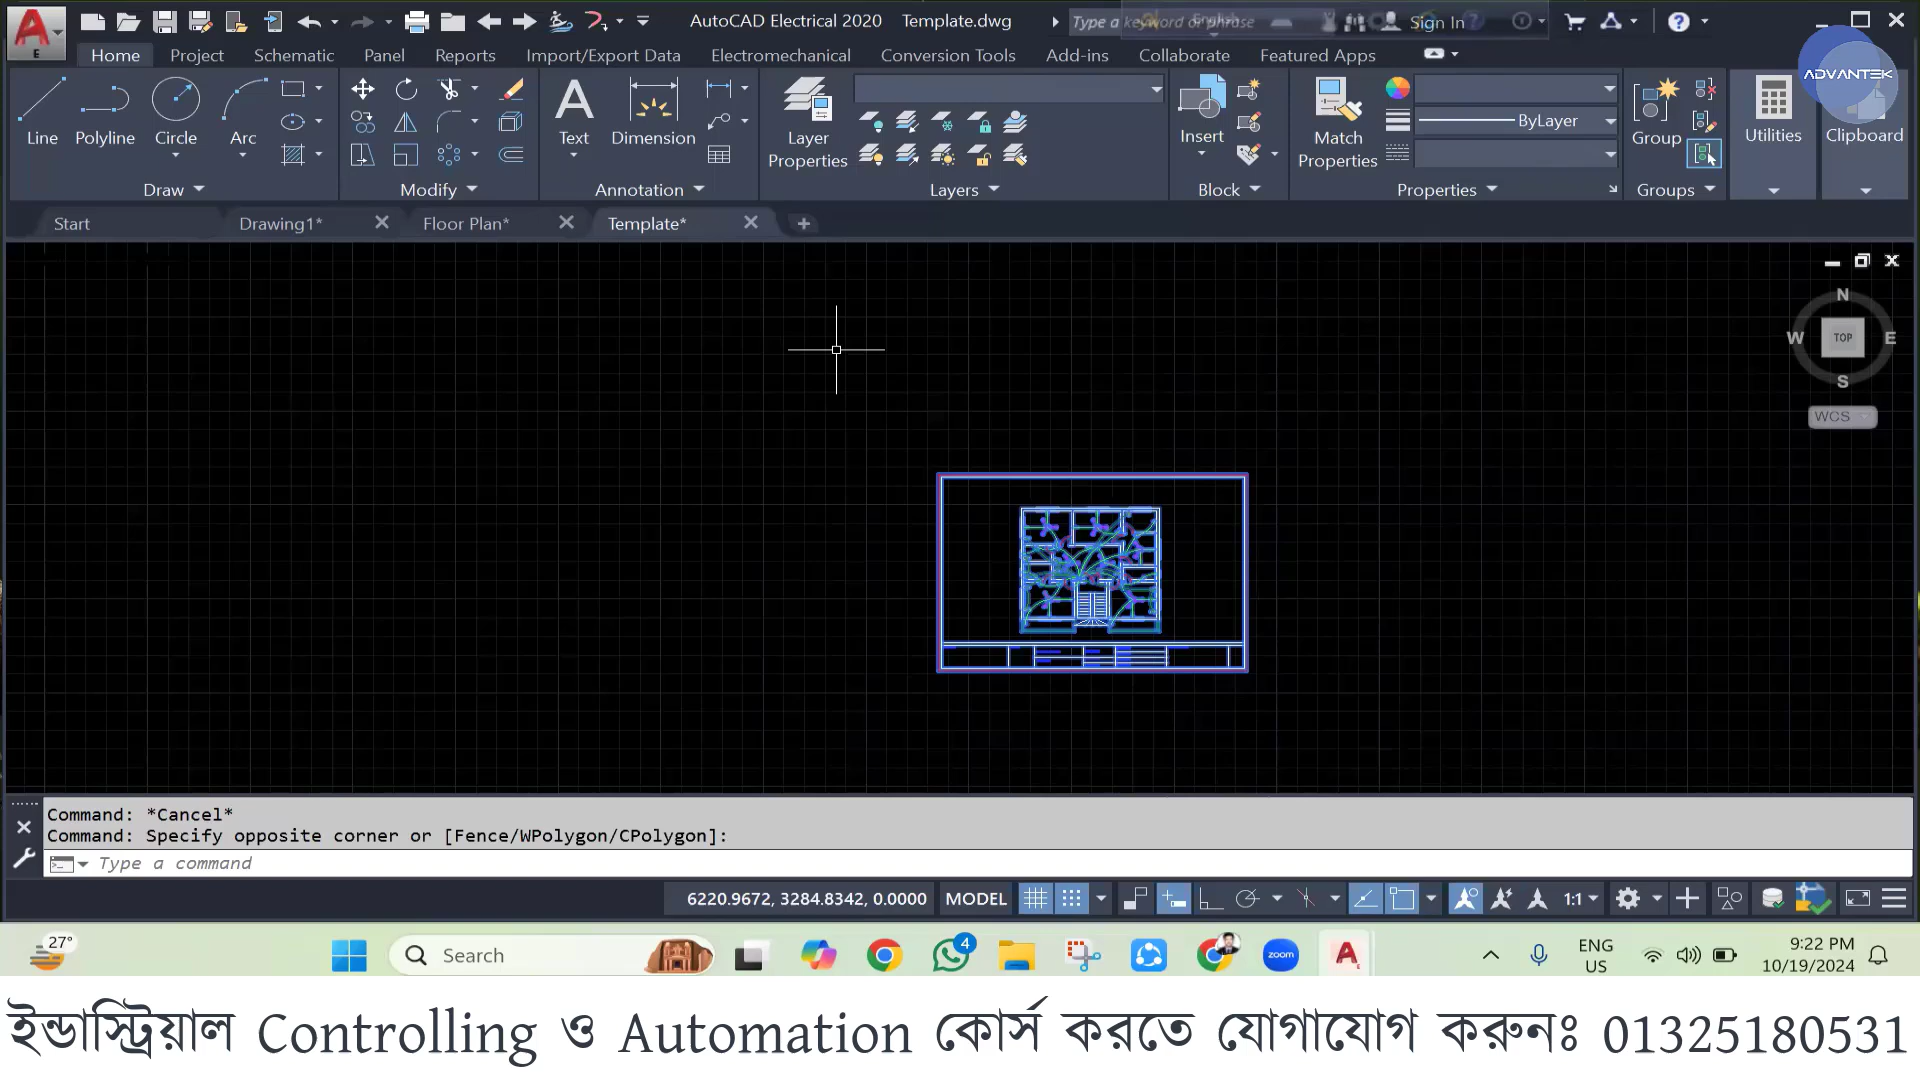 AutoCAD Electrical 2020 Template.dwg
Type a keyword or phrase
Sign In
Home Project Schematic Panel Reports Import/Export Data Electromechanical Conversion Tools Add-ins Collaborate Featured Apps
ADVANTEK
Line Polyline Circle Arc
Text Dimension
Layer Properties
Insert
Match Properties
ByLayer
Group
Utilities
Clipboard
Draw Modify Annotation Layers Block Properties Groups
Start Drawing1* Floor Plan* Template*
N
W TOP E
S
WCS
Command: *Cancel*
Command: Specify opposite corner or [Fence/WPolygon/CPolygon]:
Type a command
6220.9672, 3284.8342, 0.0000 MODEL 1:1
27°
Search
4
zoom
ENG
US
9:22 PM
10/19/2024
ইন্ডাস্ট্রিয়াল Controlling ও Automation কোর্স করতে যোগাযোগ করুনঃ 01325180531